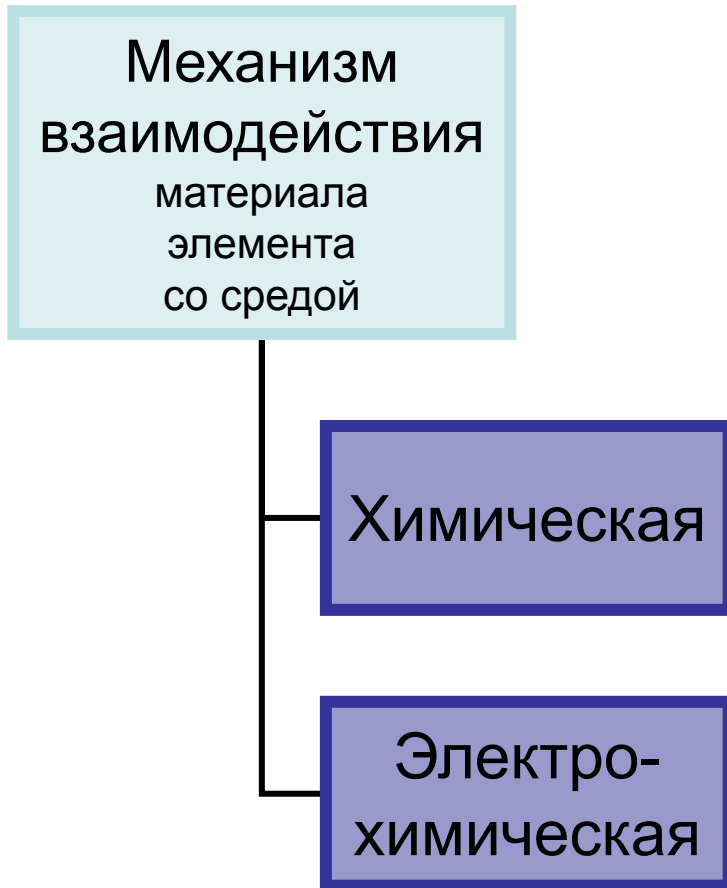 Механизм
взаимодействия
материала
элемента
со средой
Химическая
Электро-
химическая